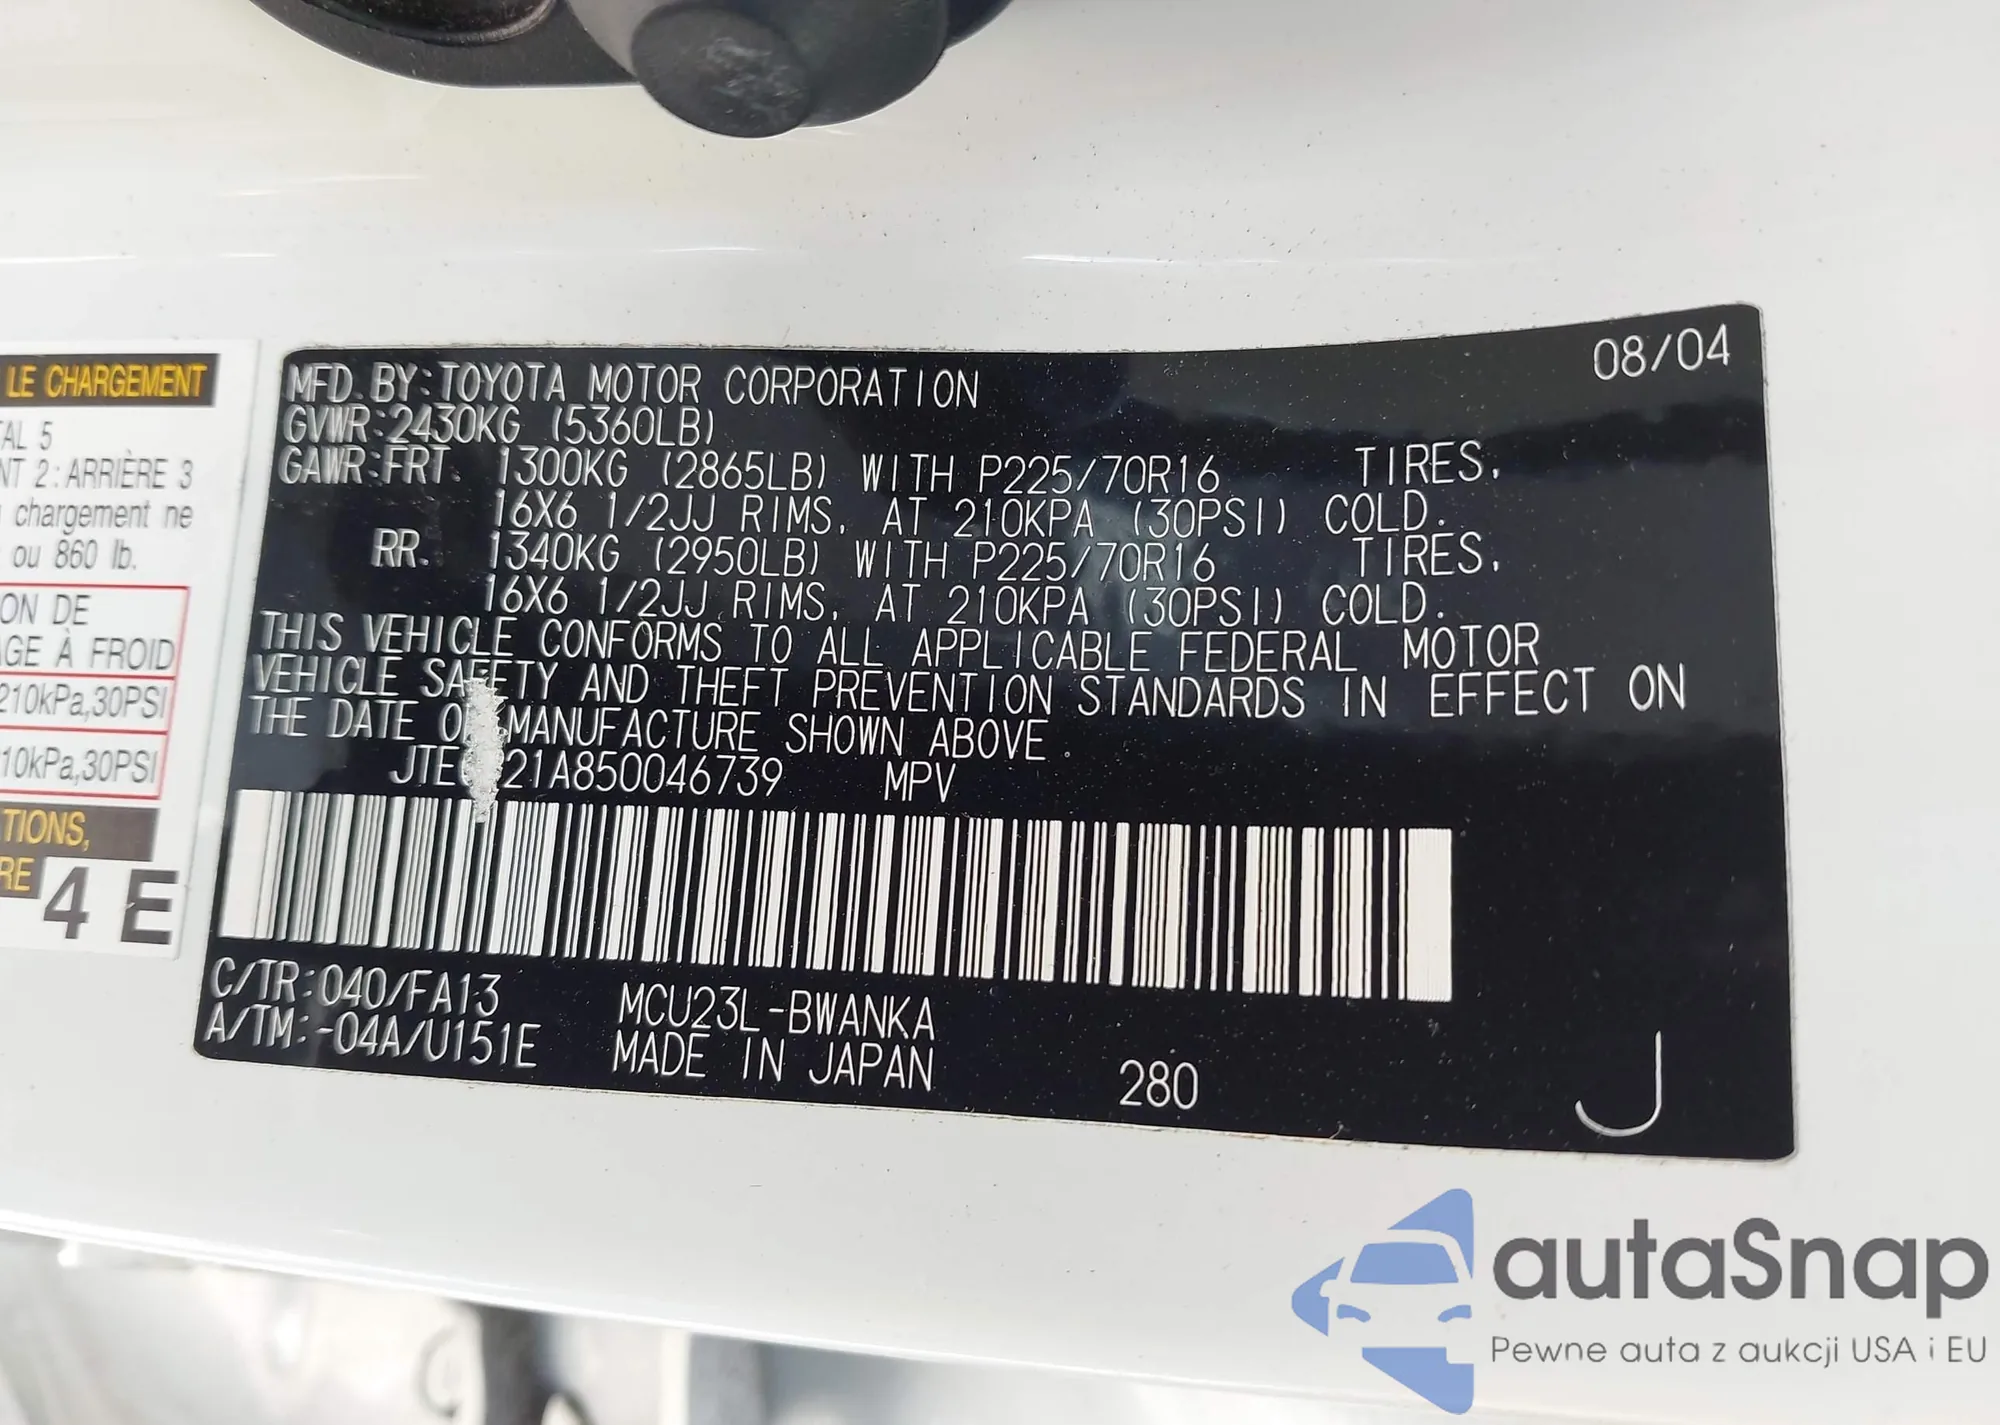 LE CHARGEMENT
AL 5
NT 2: ARRIÈRE 3
chargement ne
ou 860 lb.
ION DE
AGE À FROID
210kPa,30PSI
10kPa,30PSI
TIONS,
RE
4 E
08/04
MFD. BY:TOYOTA MOTOR CORPORATION
GVWR:2430KG (5360LB)
GAWR:FRT. 1300KG (2865LB) WITH P225/70R16 TIRES,
16X6 1/2JJ RIMS, AT 210KPA (30PSI) COLD.
RR. 1340KG (2950LB) WITH P225/70R16 TIRES,
16X6 1/2JJ RIMS, AT 210KPA (30PSI) COLD.
THIS VEHICLE CONFORMS TO ALL APPLICABLE FEDERAL MOTOR
VEHICLE SAFETY AND THEFT PREVENTION STANDARDS IN EFFECT ON
THE DATE OF MANUFACTURE SHOWN ABOVE.
MPV
C/TR:040/FA13 MCU23L-BWANKA
A/TM:-04A/U151E MADE IN JAPAN 280 J
autaSnap
Pewne auta z aukcji USA i EU